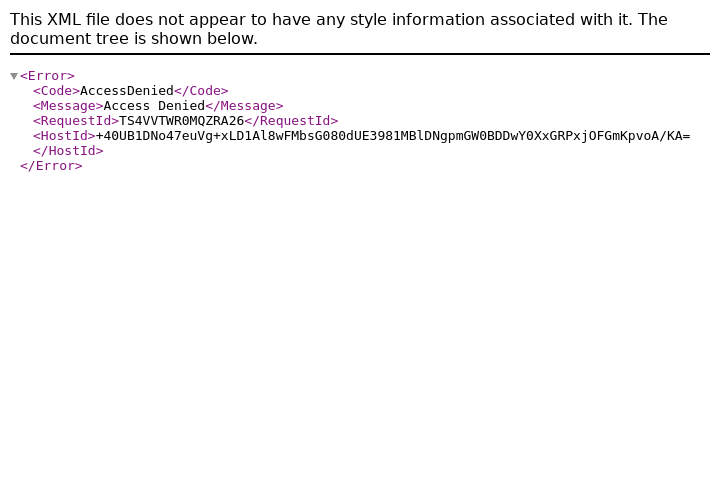 This XML file does not appear to have any style information associated with it. The
document tree is shown below.
<Error>
<Code>AccessDenied</Code>
<Message>Access Denied</Message>
<RequestId>TS4VVTWR0MQZRA26</RequestId>
<HostId>+40UB1DNo47euVg+xLD1Al8wFMbsG080dUE3981MBlDNgpmGW0BDDwY0XxGRPxjOFGmKpvoA/KA=
</HostId>
</Error>